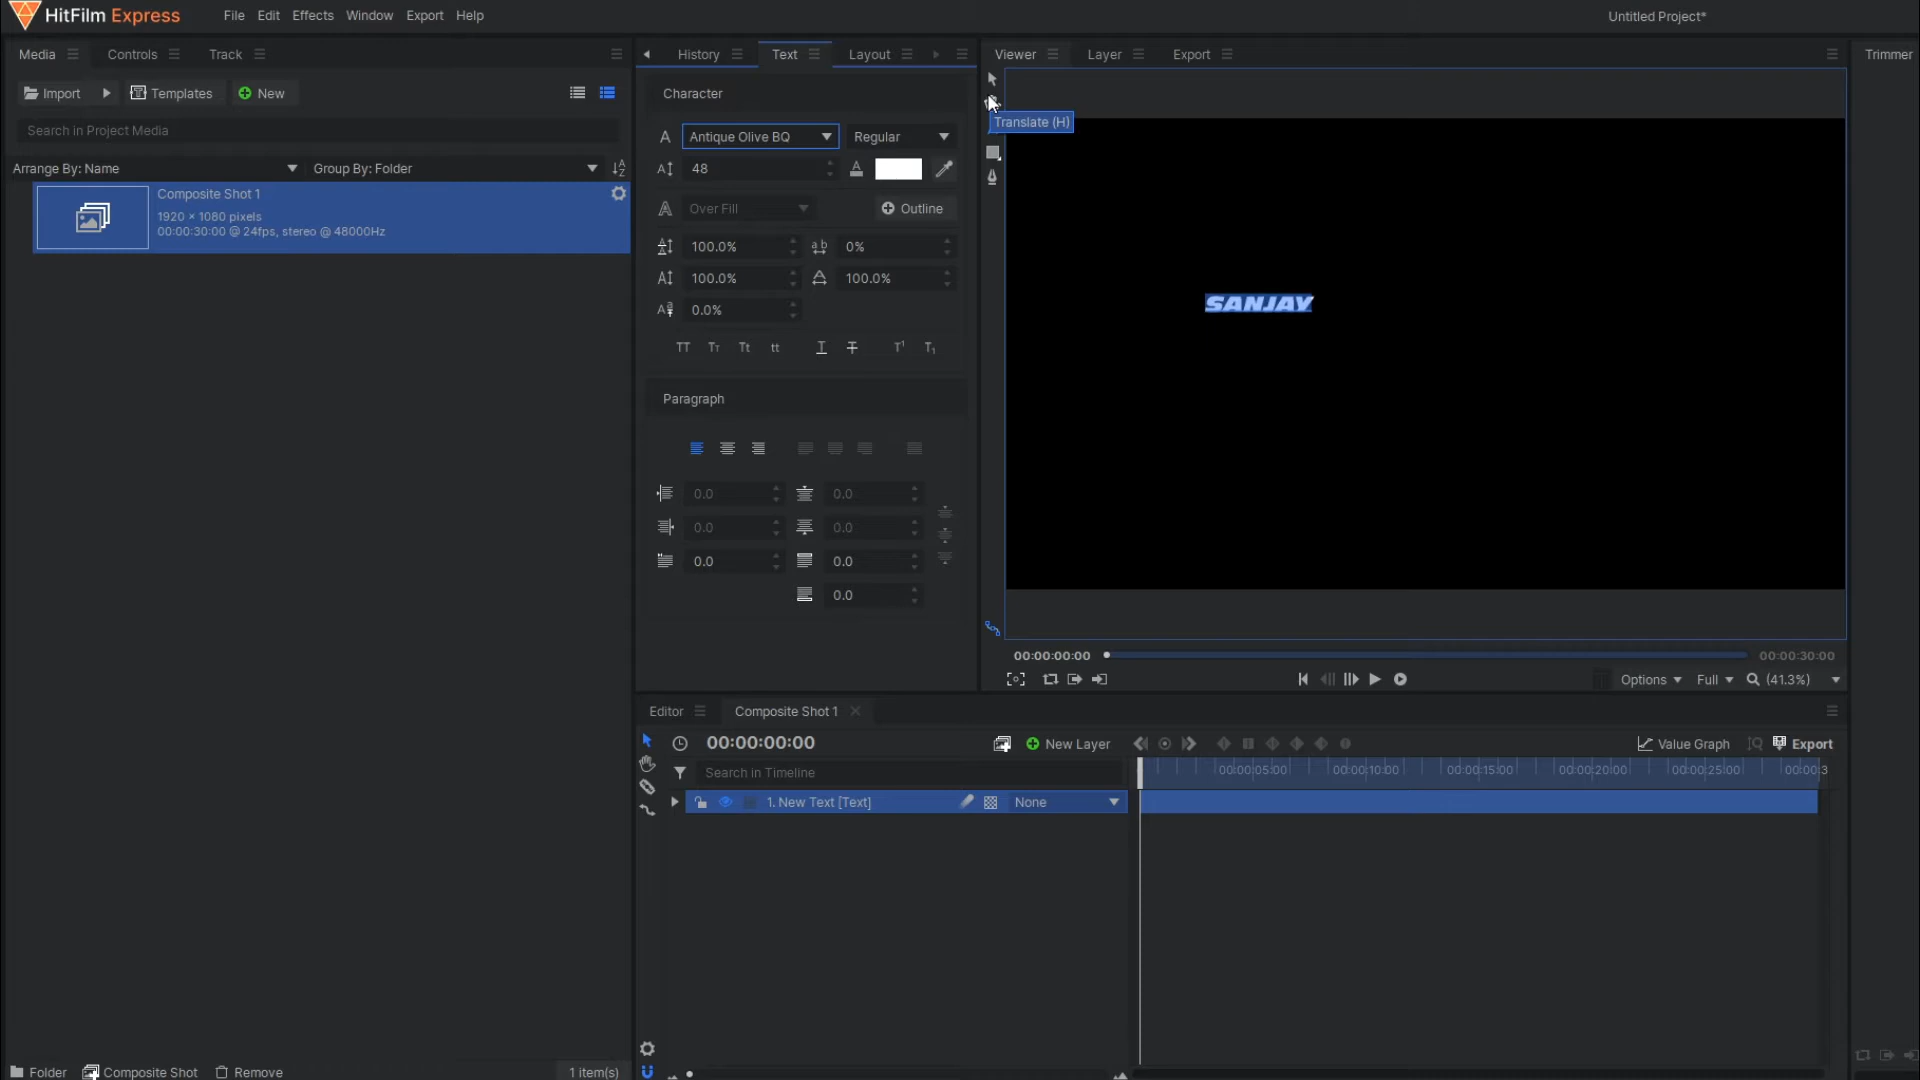 HitFilm Express File Edit Effects Window Export Help Untitled Project*
Media Controls Track History Text Layout Viewer Layer Export Trimmer
Import Templates New
Character
Translate (H)
Search in Project Media
Antique Olive BQ Regular
Arrange By: Name Group By: Folder
48
Composite Shot 1
1920 × 1080 pixels
00:00:30:00 @ 24fps, stereo @ 48000Hz
Over Fill Outline
100.0% 0%
100.0% 100.0%
0.0%
SANJAY
Paragraph
0.0 0.0
0.0 0.0
0.0 0.0
0.0
00:00:00:00 00:00:30:00
Options Full (41.3%)
Editor Composite Shot 1
00:00:00:00 New Layer Value Graph Export
Search in Timeline 00:00:05:00 00:00:10:00 00:00:15:00 00:00:20:00 00:00:25:00 00:00:3
1. New Text [Text] None
Folder Composite Shot Remove 1 item(s)